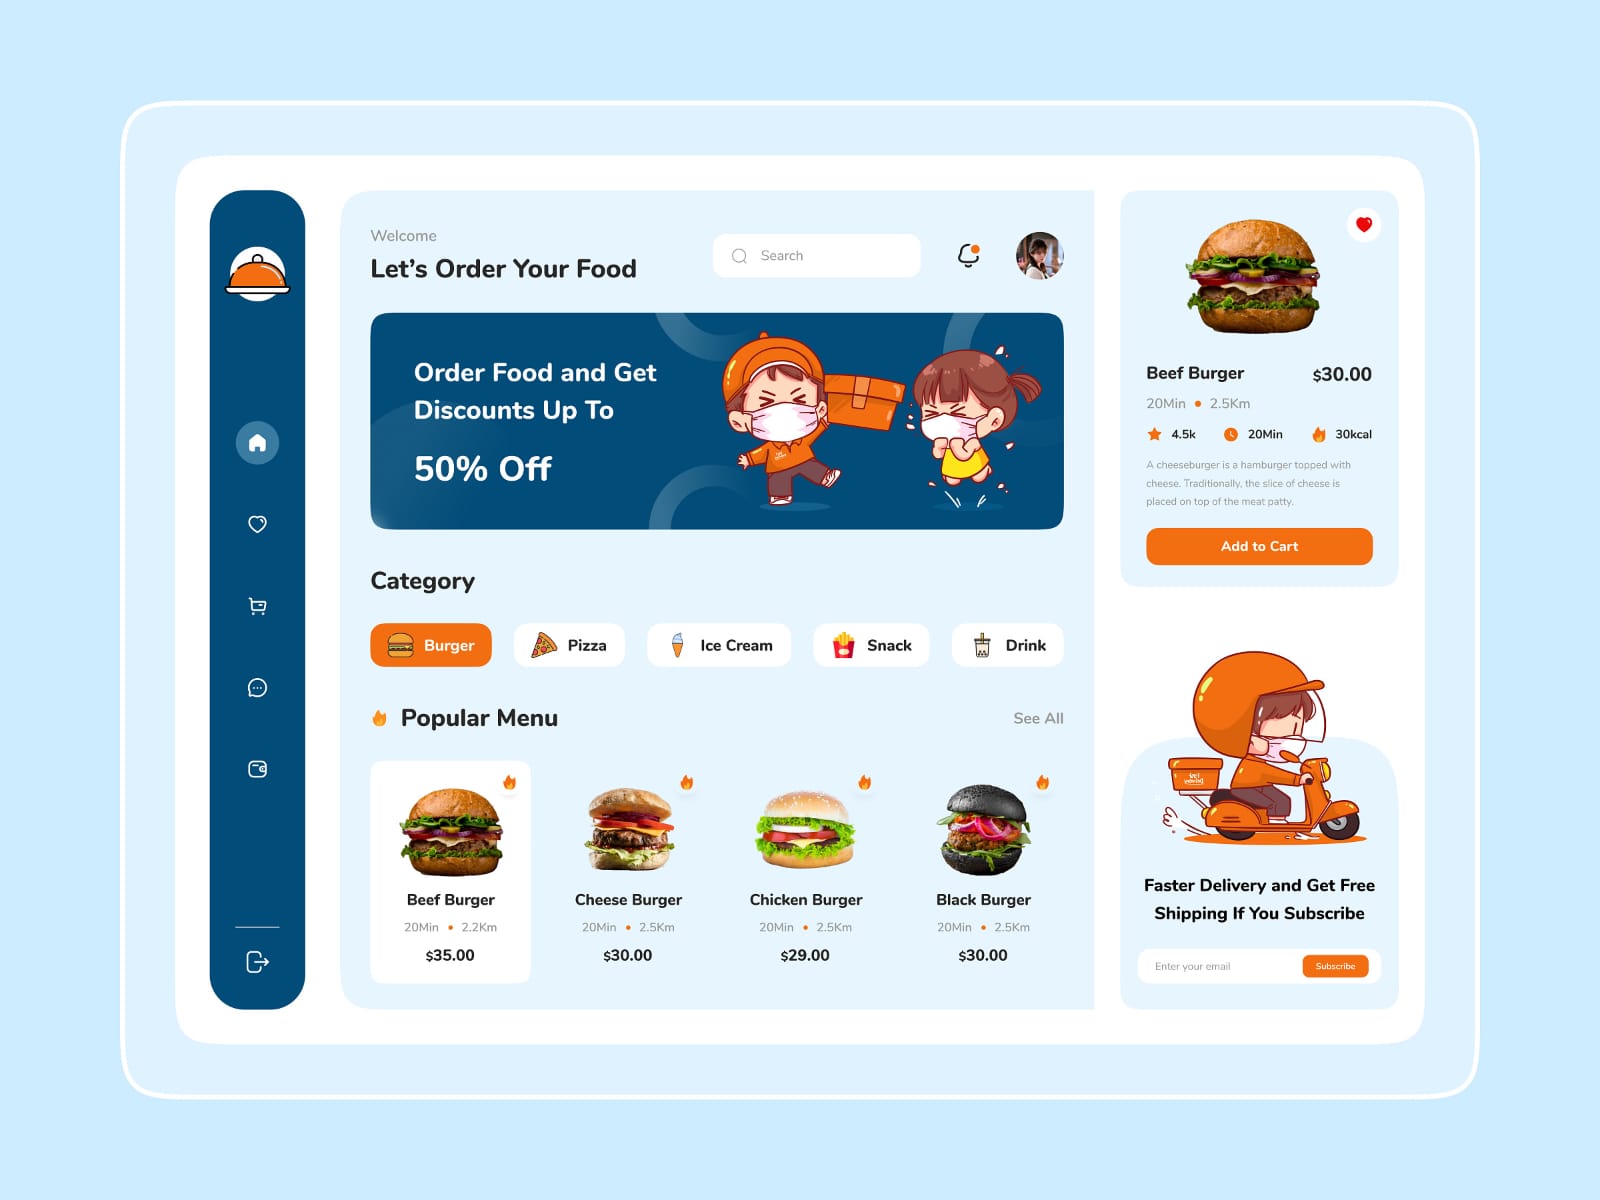 Welcome
Let's Order Your Food
Search
Order Food and Get
Discounts Up To
50% Off
Category
Burger
Pizza
Ice Cream
Snack
Drink
Popular Menu
See All
Beef Burger
20Min • 2.2Km
$35.00
Cheese Burger
20Min • 2.5Km
$30.00
Chicken Burger
20Min • 2.5Km
$29.00
Black Burger
20Min • 2.5Km
$30.00
Beef Burger
$30.00
20Min • 2.5Km
4.5k
20Min
30kcal
A cheeseburger is a hamburger topped with
cheese. Traditionally, the slice of cheese is
placed on top of the meat patty.
Add to Cart
Faster Delivery and Get Free
Shipping If You Subscribe
Enter your email
Subscribe